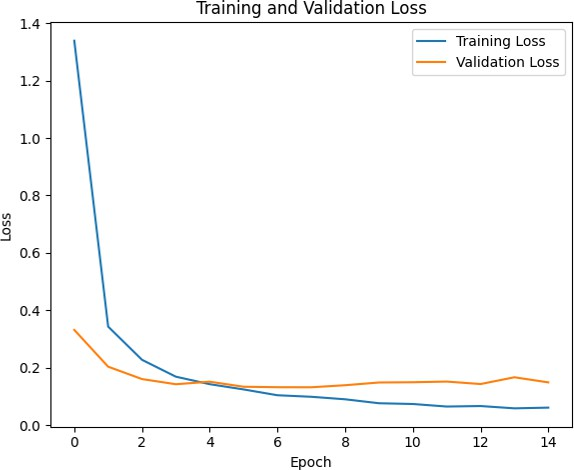 Training and Validation Loss
Training Loss
Validation Loss
Loss
1.4
1.2
1.0
0.8
0.6
0.4
0.2
0.0
0 2 4 6 8 10 12 14
Epoch